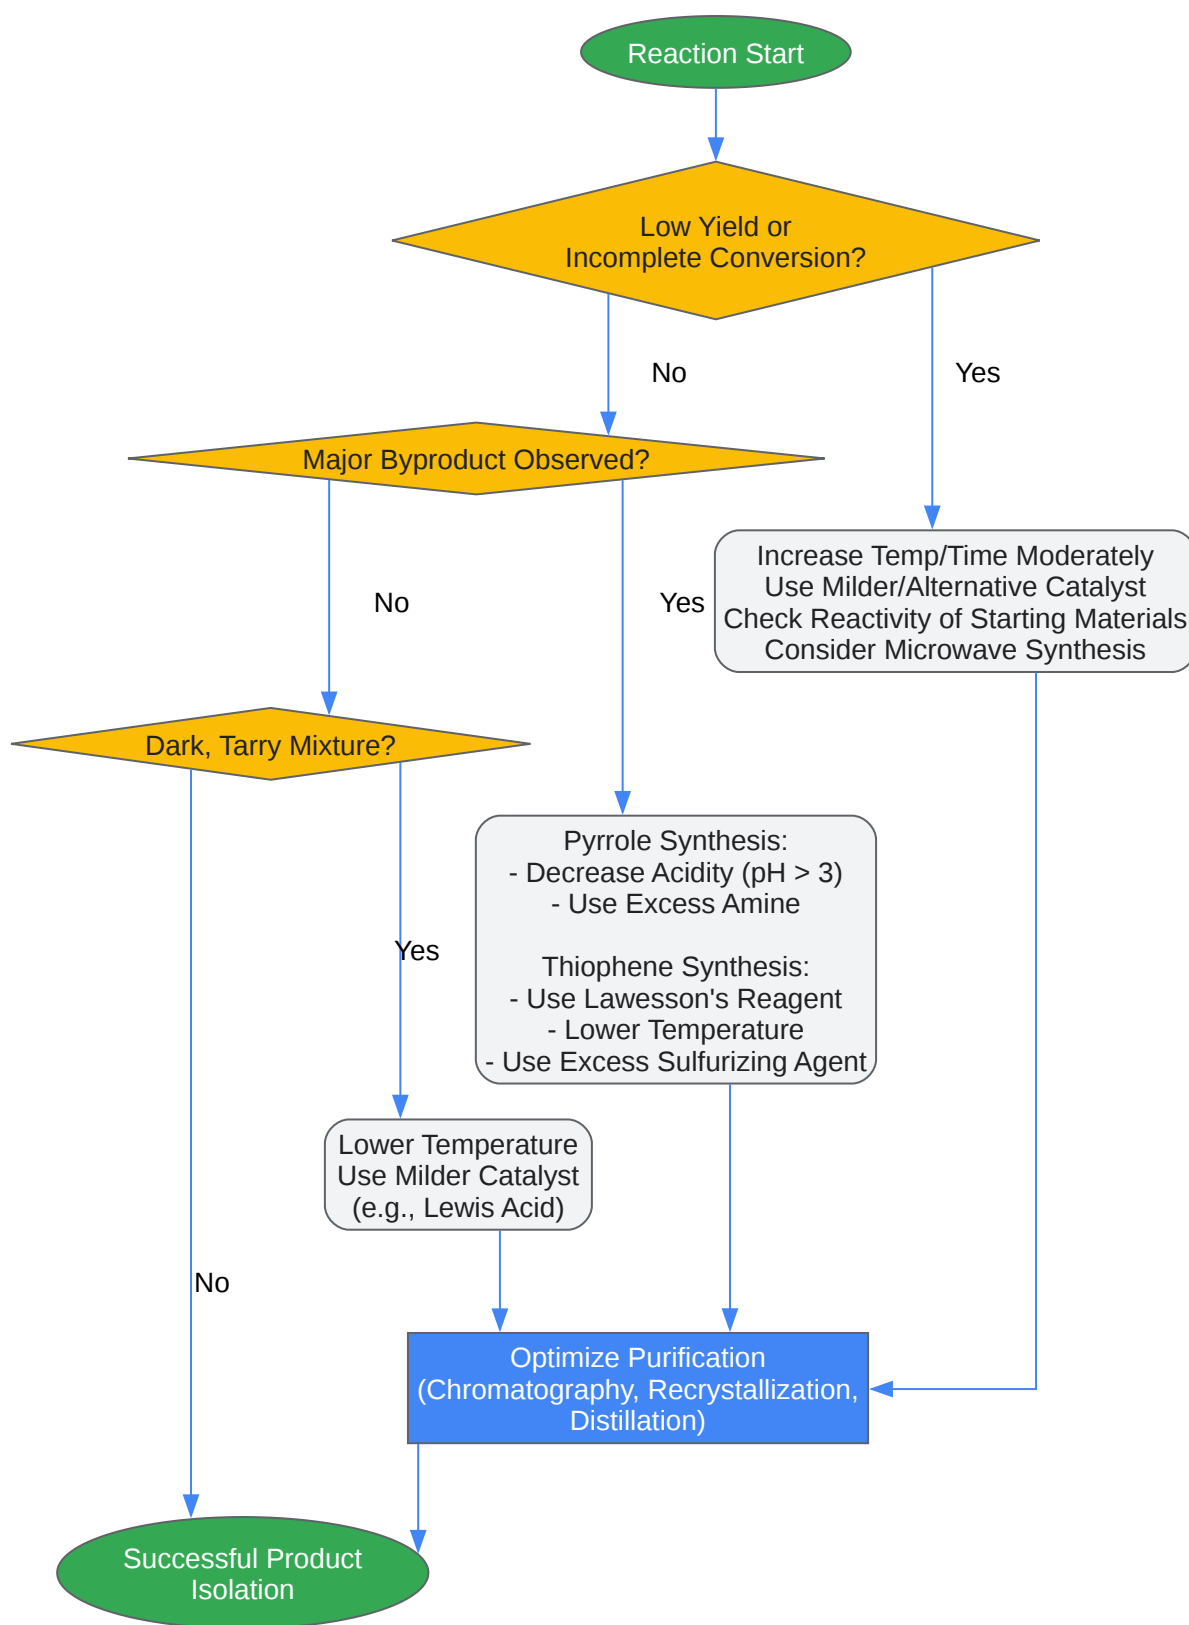 Reaction Start
Low Yield or
Incomplete Conversion?
No
Yes
Major Byproduct Observed?
Increase Temp/Time Moderately
Use Milder/Alternative Catalyst
Check Reactivity of Starting Materials
Consider Microwave Synthesis
No
Yes
Dark, Tarry Mixture?
Pyrrole Synthesis:
- Decrease Acidity (pH > 3)
- Use Excess Amine
Thiophene Synthesis:
- Use Lawesson's Reagent
- Lower Temperature
- Use Excess Sulfurizing Agent
Yes
Lower Temperature
Use Milder Catalyst
(e.g., Lewis Acid)
No
Optimize Purification
(Chromatography, Recrystallization,
Distillation)
Successful Product
Isolation